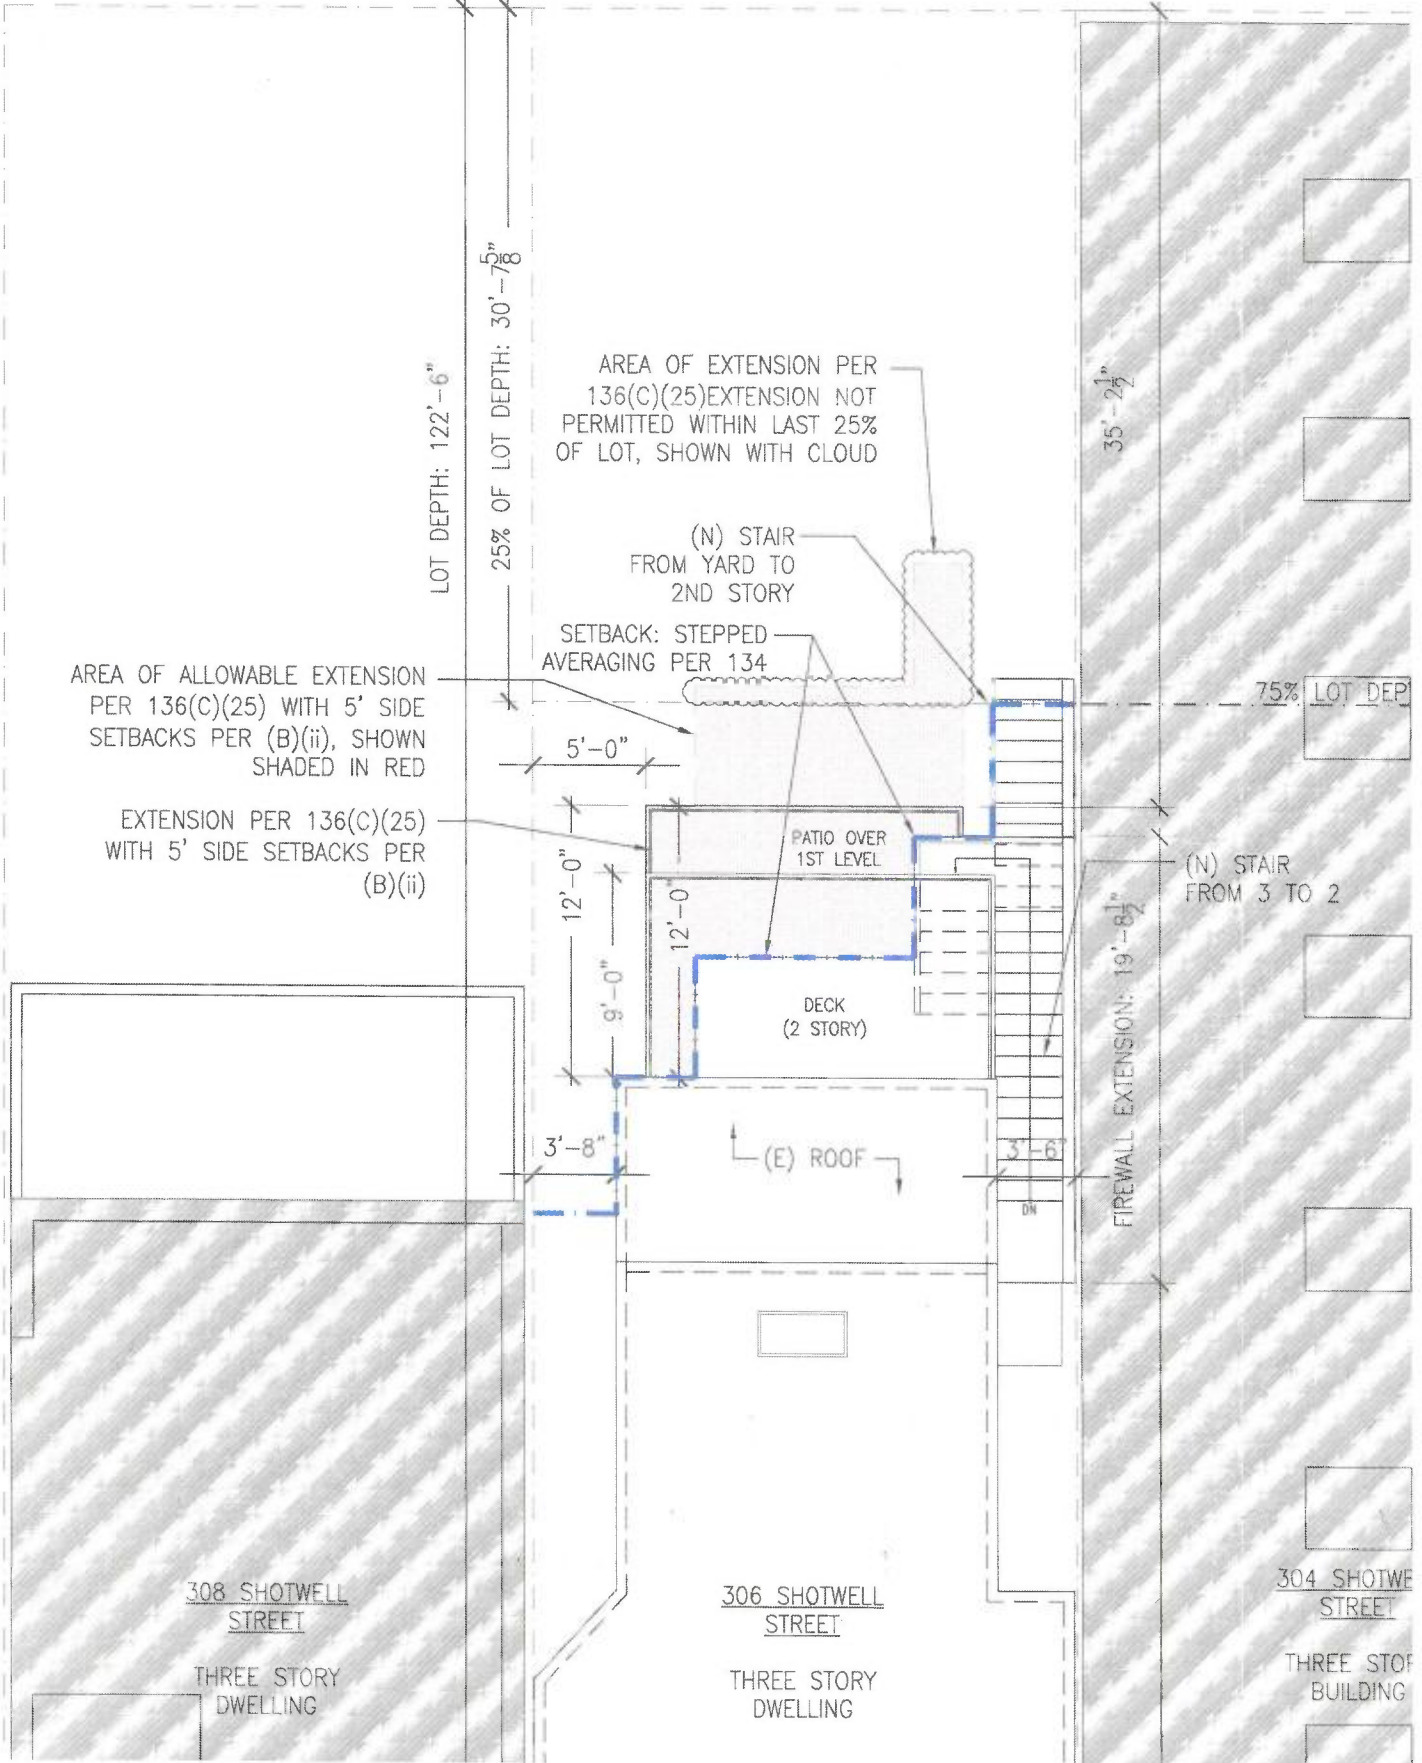 LOT DEPTH: 122'-6"
25% OF LOT DEPTH: 30'-7 5/8"
35'-2 1/2"
AREA OF EXTENSION PER
136(C)(25)EXTENSION NOT
PERMITTED WITHIN LAST 25%
OF LOT, SHOWN WITH CLOUD
(N) STAIR
FROM YARD TO
2ND STORY
SETBACK: STEPPED
AVERAGING PER 134
AREA OF ALLOWABLE EXTENSION
PER 136(C)(25) WITH 5' SIDE
SETBACKS PER (B)(ii), SHOWN
SHADED IN RED
75% LOT DEP
5'-0"
EXTENSION PER 136(C)(25)
WITH 5' SIDE SETBACKS PER
(B)(ii)
PATIO OVER
1ST LEVEL
(N) STAIR
FROM 3 TO 2
12'-0"
9'-0"
12'-0"
DECK
(2 STORY)
FIREWALL EXTENSION: 19'-8 1/2"
3'-8"
(E) ROOF
3'-6"
DN
308 SHOTWELL
STREET
THREE STORY
DWELLING
306 SHOTWELL
STREET
THREE STORY
DWELLING
304 SHOTWE
STREET
THREE STOR
BUILDING